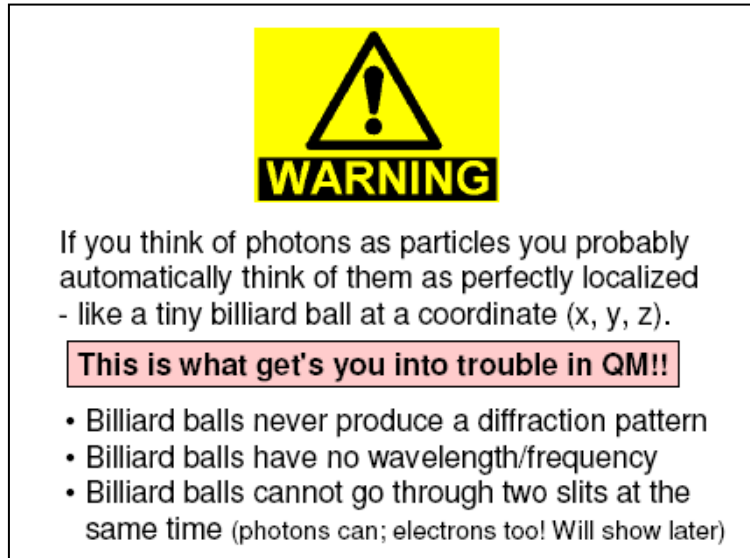 WARNING
If you think of photons as particles you probably
automatically think of them as perfectly localized
- like a tiny billiard ball at a coordinate (x, y, z).
This is what get's you into trouble in QM!!
• Billiard balls never produce a diffraction pattern
• Billiard balls have no wavelength/frequency
• Billiard balls cannot go through two slits at the
same time (photons can; electrons too! Will show later)